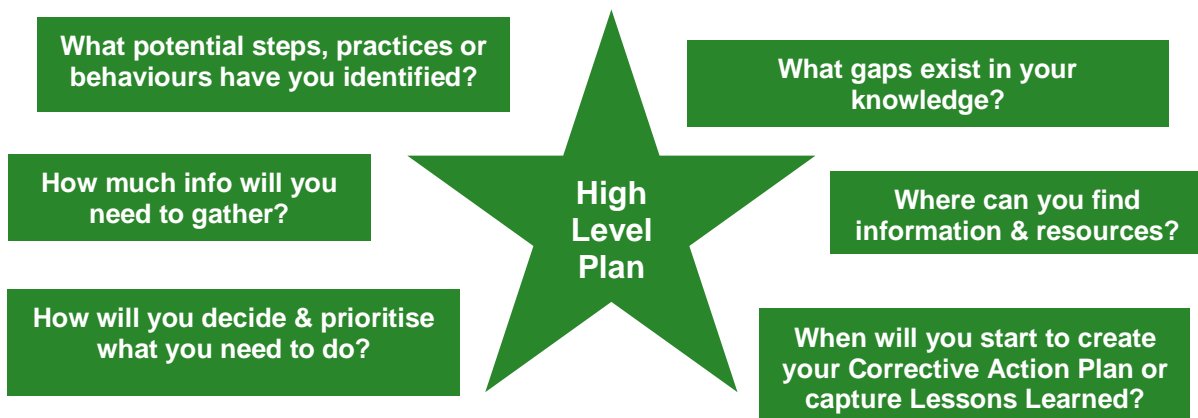 What potential steps, practices or
behaviours have you identified?
What gaps exist in your
knowledge?
How much info will you
need to gather?
High
Level
Plan
Where can you find
information & resources?
How will you decide & prioritise
what you need to do?
When will you start to create
your Corrective Action Plan or
capture Lessons Learned?